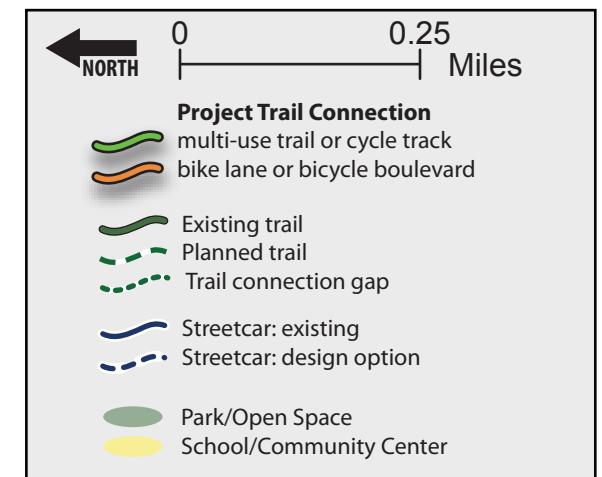 0 0.25
NORTH Miles
Project Trail Connection
multi-use trail or cycle track
bike lane or bicycle boulevard
Existing trail
Planned trail
Trail connection gap
Streetcar: existing
Streetcar: design option
Park/Open Space
School/Community Center